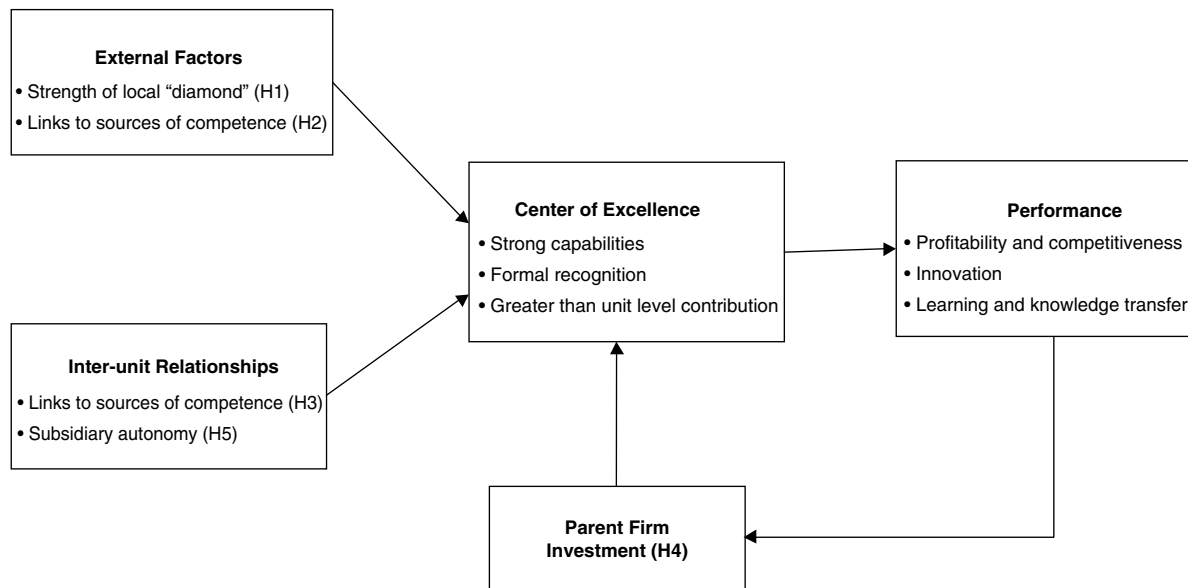 External Factors
• Strength of local “diamond” (H1)
• Links to sources of competence (H2)
Center of Excellence
• Strong capabilities
• Formal recognition
• Greater than unit level contribution
Performance
• Profitability and competitiveness
• Innovation
• Learning and knowledge transfer
Inter-unit Relationships
• Links to sources of competence (H3)
• Subsidiary autonomy (H5)
Parent Firm
Investment (H4)